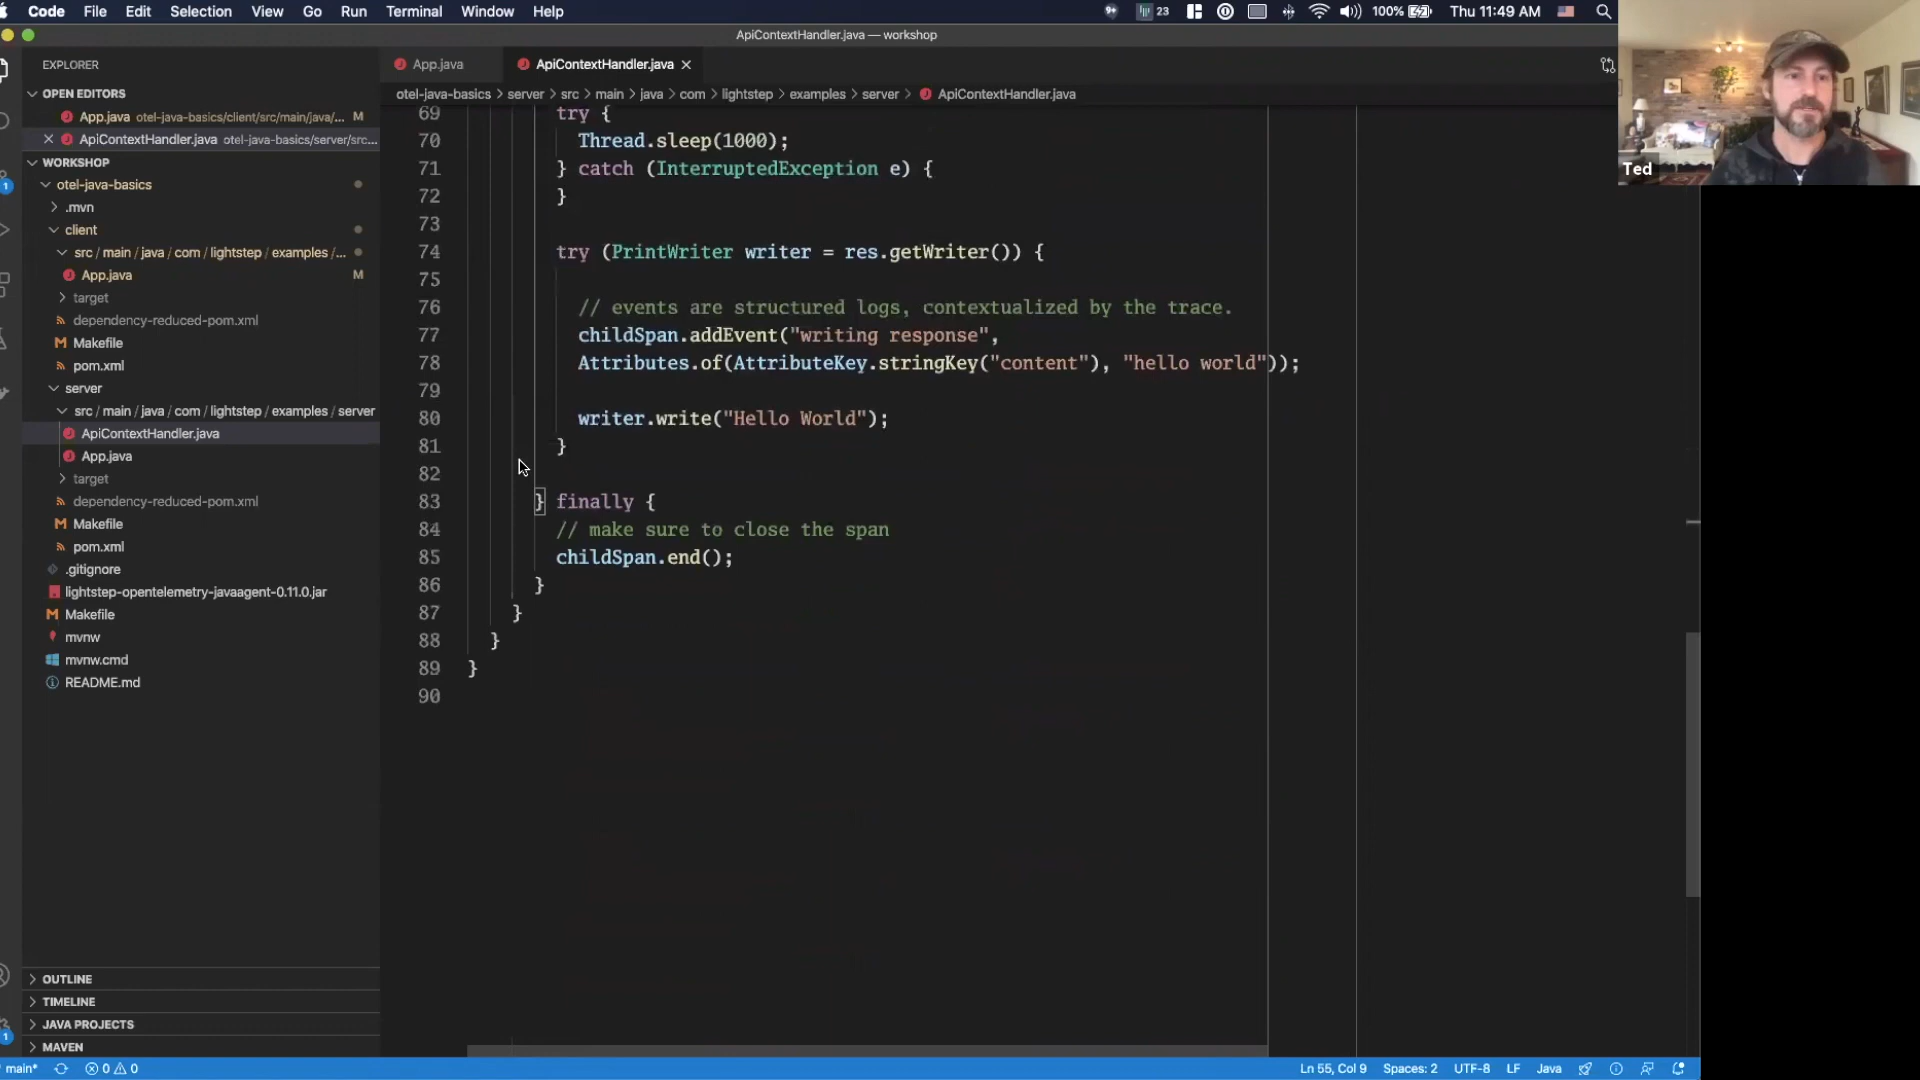 Code File Edit Selection View Go Run Terminal Window Help
23 100% Thu 11:49 AM
ApiContextHandler.java — workshop
EXPLORER
OPEN EDITORS
App.java otel-java-basics/client/src/main/java/... M
ApiContextHandler.java otel-java-basics/server/src...
WORKSHOP
otel-java-basics
.mvn
client
src / main / java / com / lightstep / examples / ...
App.java M
target
dependency-reduced-pom.xml
Makefile
pom.xml
server
src / main / java / com / lightstep / examples / server
ApiContextHandler.java
App.java
target
dependency-reduced-pom.xml
Makefile
pom.xml
.gitignore
lightstep-opentelemetry-javaagent-0.11.0.jar
Makefile
mvnw
mvnw.cmd
README.md
OUTLINE
TIMELINE
JAVA PROJECTS
MAVEN
App.java ApiContextHandler.java
otel-java-basics > server > src > main > java > com > lightstep > examples > server > ApiContextHandler.java
69 try {
70 Thread.sleep(1000);
71 } catch (InterruptedException e) {
72 }
73
74 try (PrintWriter writer = res.getWriter()) {
75
76 // events are structured logs, contextualized by the trace.
77 childSpan.addEvent("writing response",
78 Attributes.of(AttributeKey.stringKey("content"), "hello world"));
79
80 writer.write("Hello World");
81 }
82
83 } finally {
84 // make sure to close the span
85 childSpan.end();
86 }
87 }
88 }
89 }
90
Ted
main* 0 0 Ln 55, Col 9 Spaces: 2 UTF-8 LF Java